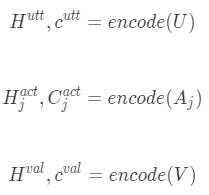 H^{utt}, c^{utt} = encode(U)
H_j^{act}, C_j^{act} = encode(A_j)
H^{val}, c^{val} = encode(V)